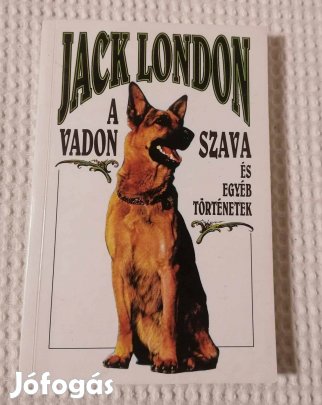 JACK LONDON
A
VADON SZAVA
ÉS
EGYÉB
TÖRTÉNETEK
Jófogás